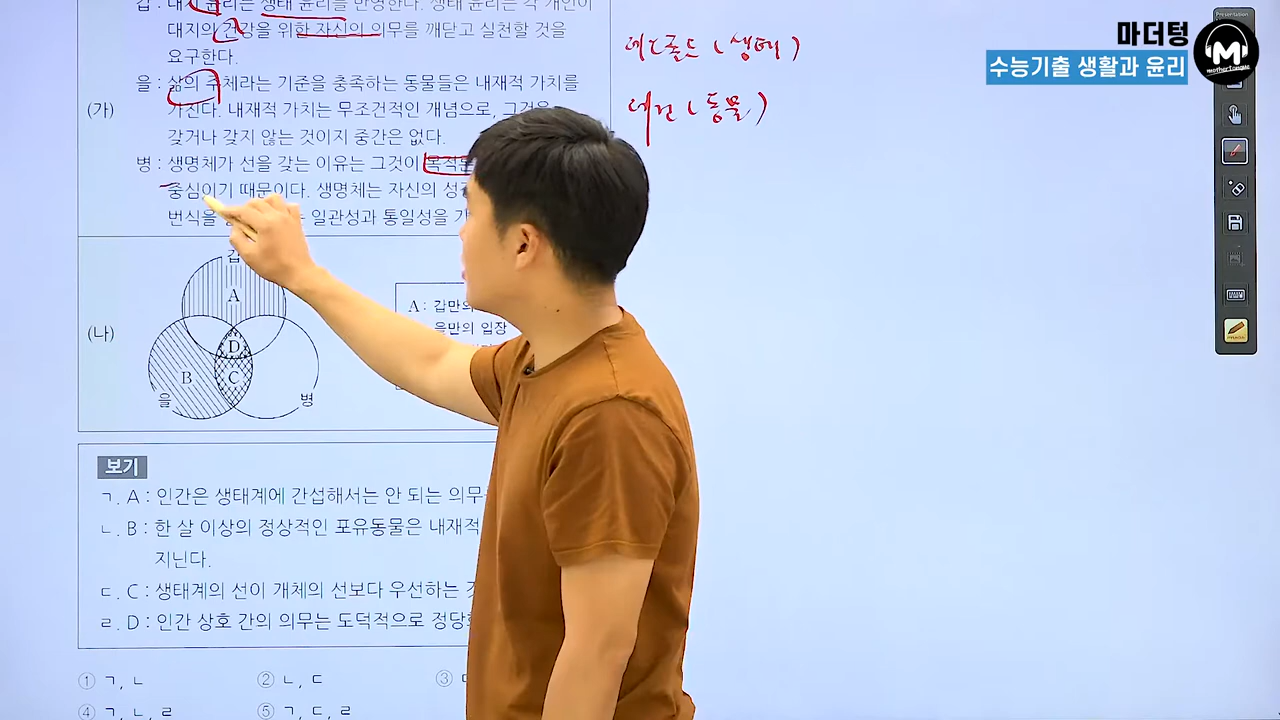 갑 : 대지 윤리는 생태 윤리를 반영한다. 생태 윤리는 각 개인이
대지의 건강을 위한 자신의 의무를 깨닫고 실천할 것을
요구한다.
을 : 삶의 주체라는 기준을 충족하는 동물들은 내재적 가치를
(가) 가진다. 내재적 가치는 무조건적인 개념으로, 그것을
갖거나 갖지 않는 것이지 중간은 없다.
병 : 생명체가 선을 갖는 이유는 그것이 목적론
중심이기 때문이다. 생명체는 자신의
번식을 일관성과 통일성을
레오폴드 (생태)
레건 (동물)
마더텅
수능기출 생활과 윤리
M
MotherTongue
Presentation
(나)
갑
A
D
B
C
을
병
A : 갑만의
을만의 입장
보기
ㄱ. A : 인간은 생태계에 간섭해서는 안 되는 의무
ㄴ. B : 한 살 이상의 정상적인 포유동물은 내재적
지닌다.
ㄷ. C : 생태계의 선이 개체의 선보다 우선하는
ㄹ. D : 인간 상호 간의 의무는 도덕적으로
① ㄱ, ㄴ
② ㄴ, ㄷ
③
④ ㄱ, ㄴ, ㄹ
⑤ ㄱ, ㄷ, ㄹ